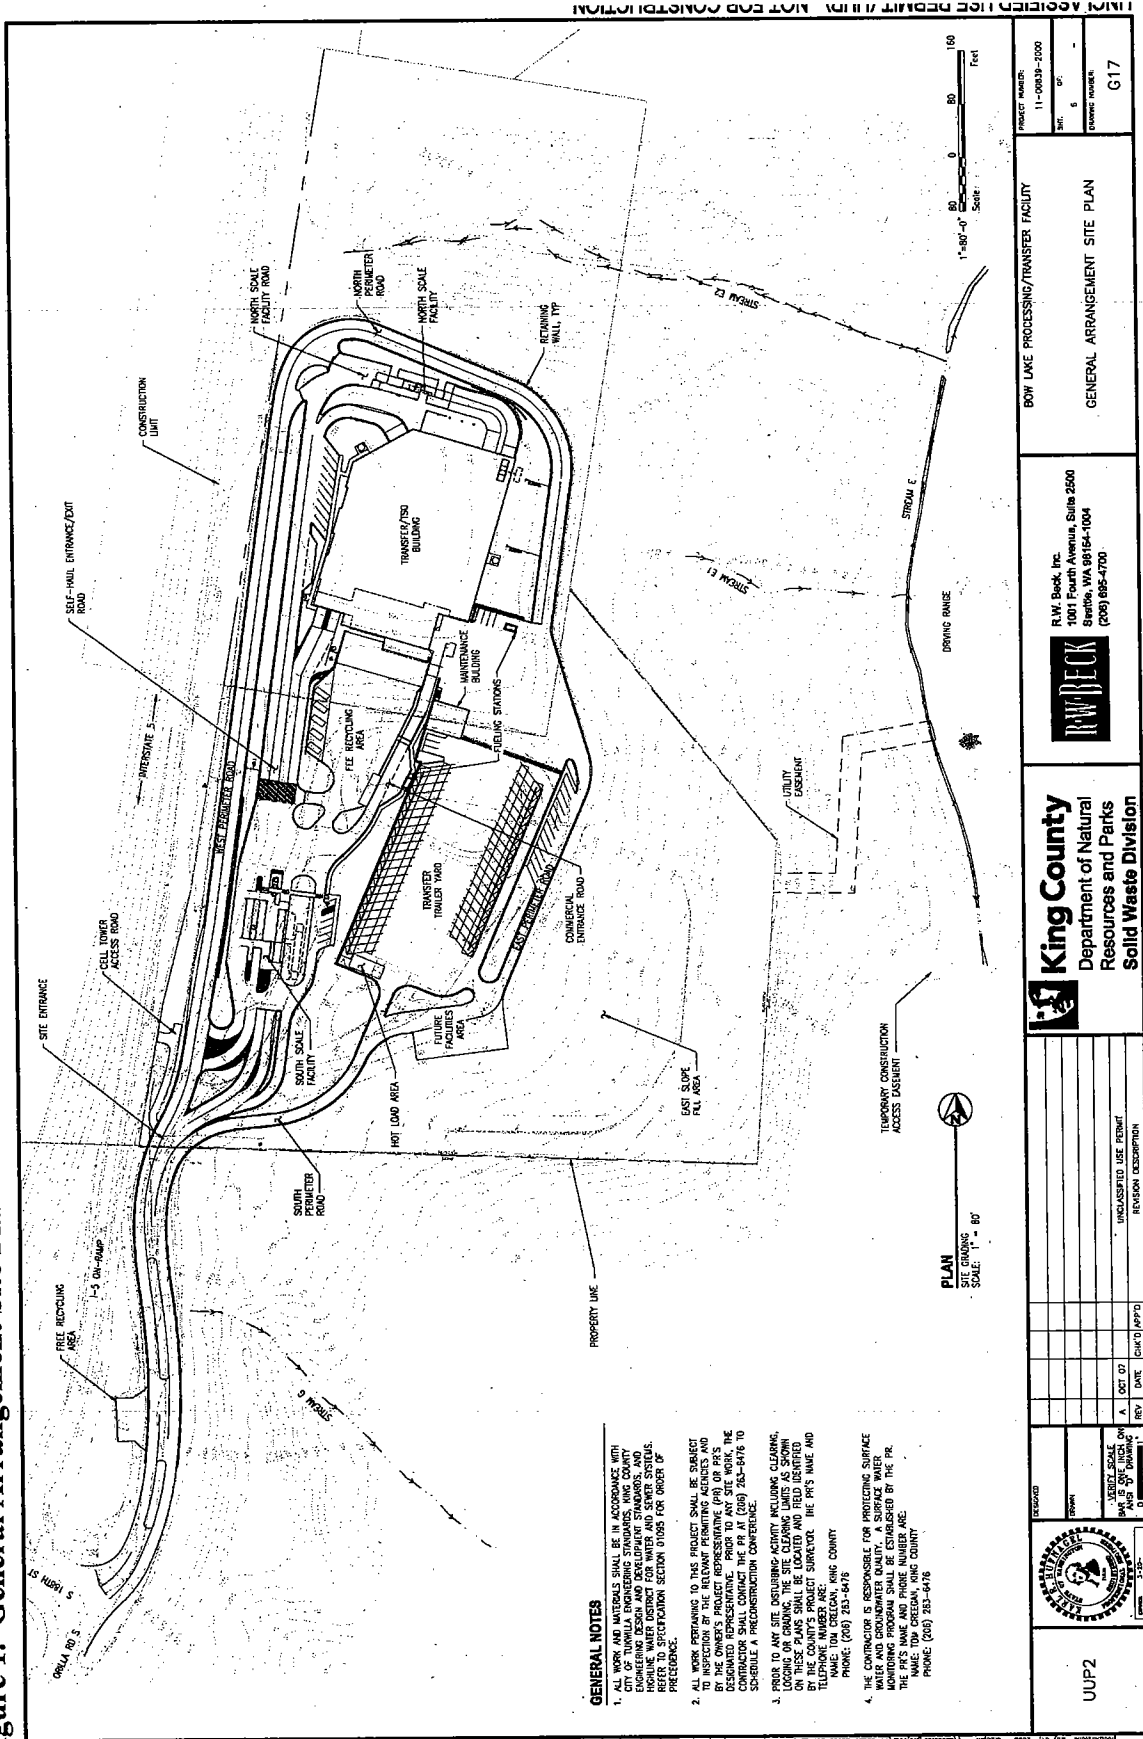 UNCLASSIFIED USE PERMIT (UUP) NOT FOR CONSTRUCTION
ORILLIA RD S
S 188TH ST
FREE RECYCLING
AREA
I-5 ON-RAMP
SITE ENTRANCE
CELL TOWER
ACCESS ROAD
INTERSTATE 5
SELF-HAUL ENTRANCE/EXIT
ROAD
CONSTRUCTION
LIMIT
NORTH SCALE
FACILITY ROAD
NORTH
PERIMETER
ROAD
NORTH SCALE
FACILITY
RETAINING
WALL, TYP
WEST PERIMETER ROAD
FEE RECYCLING
AREA
TRANSFER/TSO
BUILDING
MAINTENANCE
BUILDING
FUELING STATIONS
TRANSFER
TRAILER YARD
COMMERCIAL
ENTRANCE ROAD
EAST PERIMETER ROAD
SOUTH SCALE
FACILITY
HOT LOAD AREA
FUTURE
FACILITIES
AREA
SOUTH
PERIMETER
ROAD
EAST SLOPE
FILL AREA
PROPERTY LINE
STREAM G
STREAM E1
STREAM E2
STREAM E
DRIVING RANGE
UTILITY
EASEMENT
TEMPORARY CONSTRUCTION
ACCESS EASEMENT
PLAN
SITE GRADING
SCALE: 1" = 80'
N
80 0 80 160
1"=80'-0" Scale: Feet
GENERAL NOTES
1. ALL WORK AND MATERIALS SHALL BE IN ACCORDANCE WITH
CITY OF TUKWILLA ENGINEERING STANDARDS, KING COUNTY
ENGINEERING DESIGN AND DEVELOPMENT STANDARDS, AND
HIGHLINE WATER DISTRICT FOR WATER AND SEWER SYSTEMS.
REFER TO SPECIFICATION SECTION 01095 FOR ORDER OF
PRECEDENCE.
2. ALL WORK PERTAINING TO THIS PROJECT SHALL BE SUBJECT
TO INSPECTION BY THE RELEVANT PERMITTING AGENCIES AND
BY THE OWNER'S PROJECT REPRESENTATIVE (PR) OR PR'S
DESIGNATED REPRESENTATIVE. PRIOR TO ANY SITE WORK, THE
CONTRACTOR SHALL CONTACT THE PR AT (206) 263-6476 TO
SCHEDULE A PRECONSTRUCTION CONFERENCE.
3. PRIOR TO ANY SITE DISTURBING ACTIVITY INCLUDING CLEARING,
LOGGING OR GRADING, THE SITE CLEARING LIMITS AS SHOWN
ON THESE PLANS SHALL BE LOCATED AND FIELD IDENTIFIED
BY THE COUNTY'S PROJECT SURVEYOR. THE PR'S NAME AND
TELEPHONE NUMBER ARE:
NAME: TOM CREEGAN, KING COUNTY
PHONE: (206) 263-6476
4. THE CONTRACTOR IS RESPONSIBLE FOR PROTECTING SURFACE
WATER AND GROUNDWATER QUALITY. A SURFACE WATER
MONITORING PROGRAM SHALL BE ESTABLISHED BY THE PR.
THE PR'S NAME AND PHONE NUMBER ARE:
NAME: TOM CREEGAN, KING COUNTY
PHONE: (206) 263-6476
UUP2
DESIGNED
DRAWN
VERIFY SCALE
BAR IS ONE INCH ON
ANSI "D" DRAWING
0 1"
A OCT 07 UNCLASSIFIED USE PERMIT
REV DATE CHK'D APP'D REVISION DESCRIPTION
King County
Department of Natural
Resources and Parks
Solid Waste Division
RW BECK
R.W. Beck, Inc.
1001 Fourth Avenue, Suite 2500
Seattle, WA 98154-1004
(206) 695-4700
BOW LAKE PROCESSING/TRANSFER FACILITY
GENERAL ARRANGEMENT SITE PLAN
PROJECT NUMBER:
11-00839-2000
SHT. 6 OF: -
DRAWING NUMBER:
G17